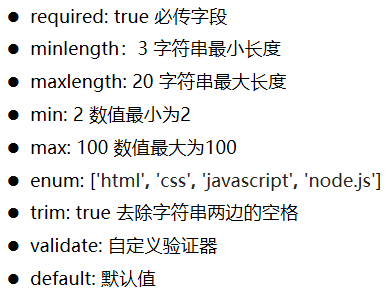 ● required: true 必传字段
● minlength：3 字符串最小长度
● maxlength: 20 字符串最大长度
● min: 2 数值最小为2
● max: 100 数值最大为100
● enum: ['html', 'css', 'javascript', 'node.js']
● trim: true 去除字符串两边的空格
● validate: 自定义验证器
● default: 默认值